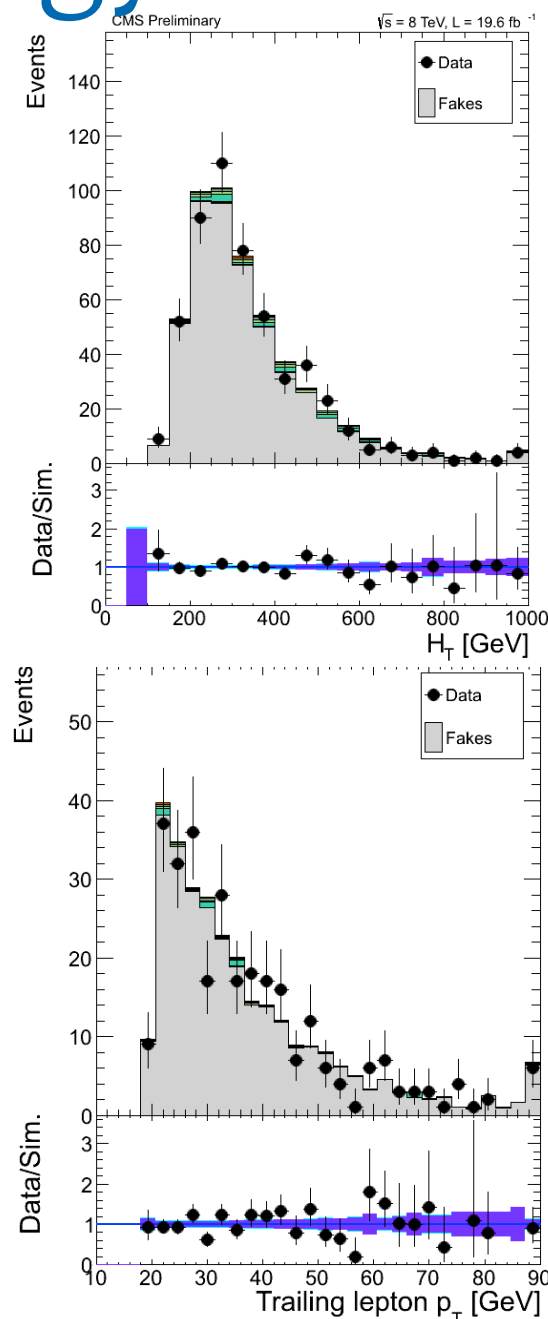 gy
CMS Preliminary √s = 8 TeV, L = 19.6 fb⁻¹
Events
Data
Fakes
140
120
100
80
60
40
20
0
Data/Sim.
3
2
1
0
0 200 400 600 800 1000
H_T [GeV]
Events
Data
Fakes
50
40
30
20
10
0
Data/Sim.
3
2
1
0
10 20 30 40 50 60 70 80 90
Trailing lepton p_T [GeV]